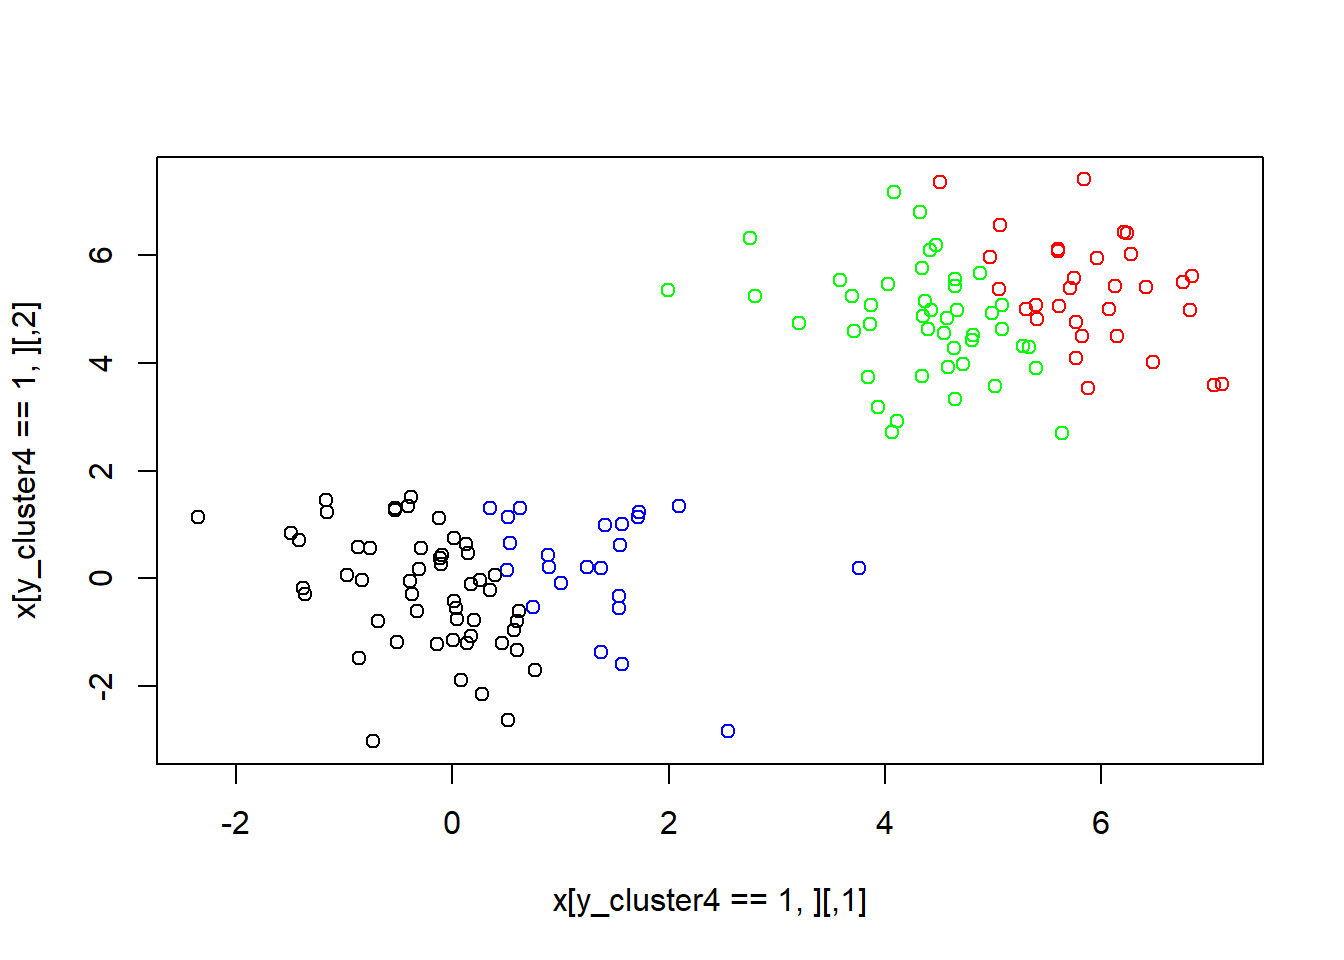 x[y_cluster4 == 1, ][,2]
6
4
2
0
-2
-2 0 2 4 6
x[y_cluster4 == 1, ][,1]